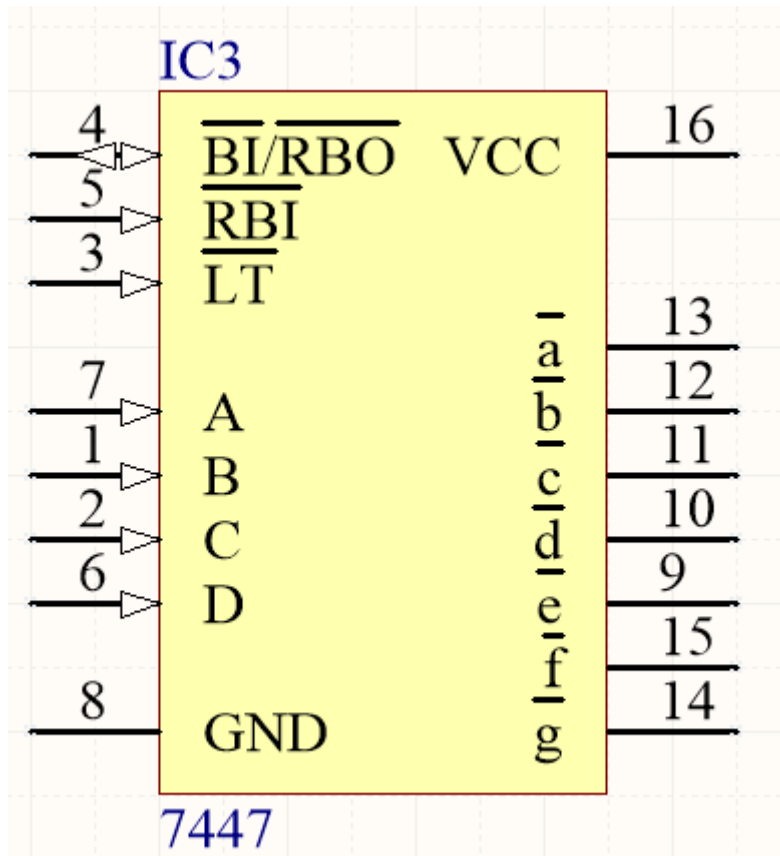 IC3
4 BI/RBO VCC 16
5 RBI
3 LT
a 13
7 A b 12
1 B c 11
2 C d 10
6 D e 9
f 15
8 GND g 14
7447